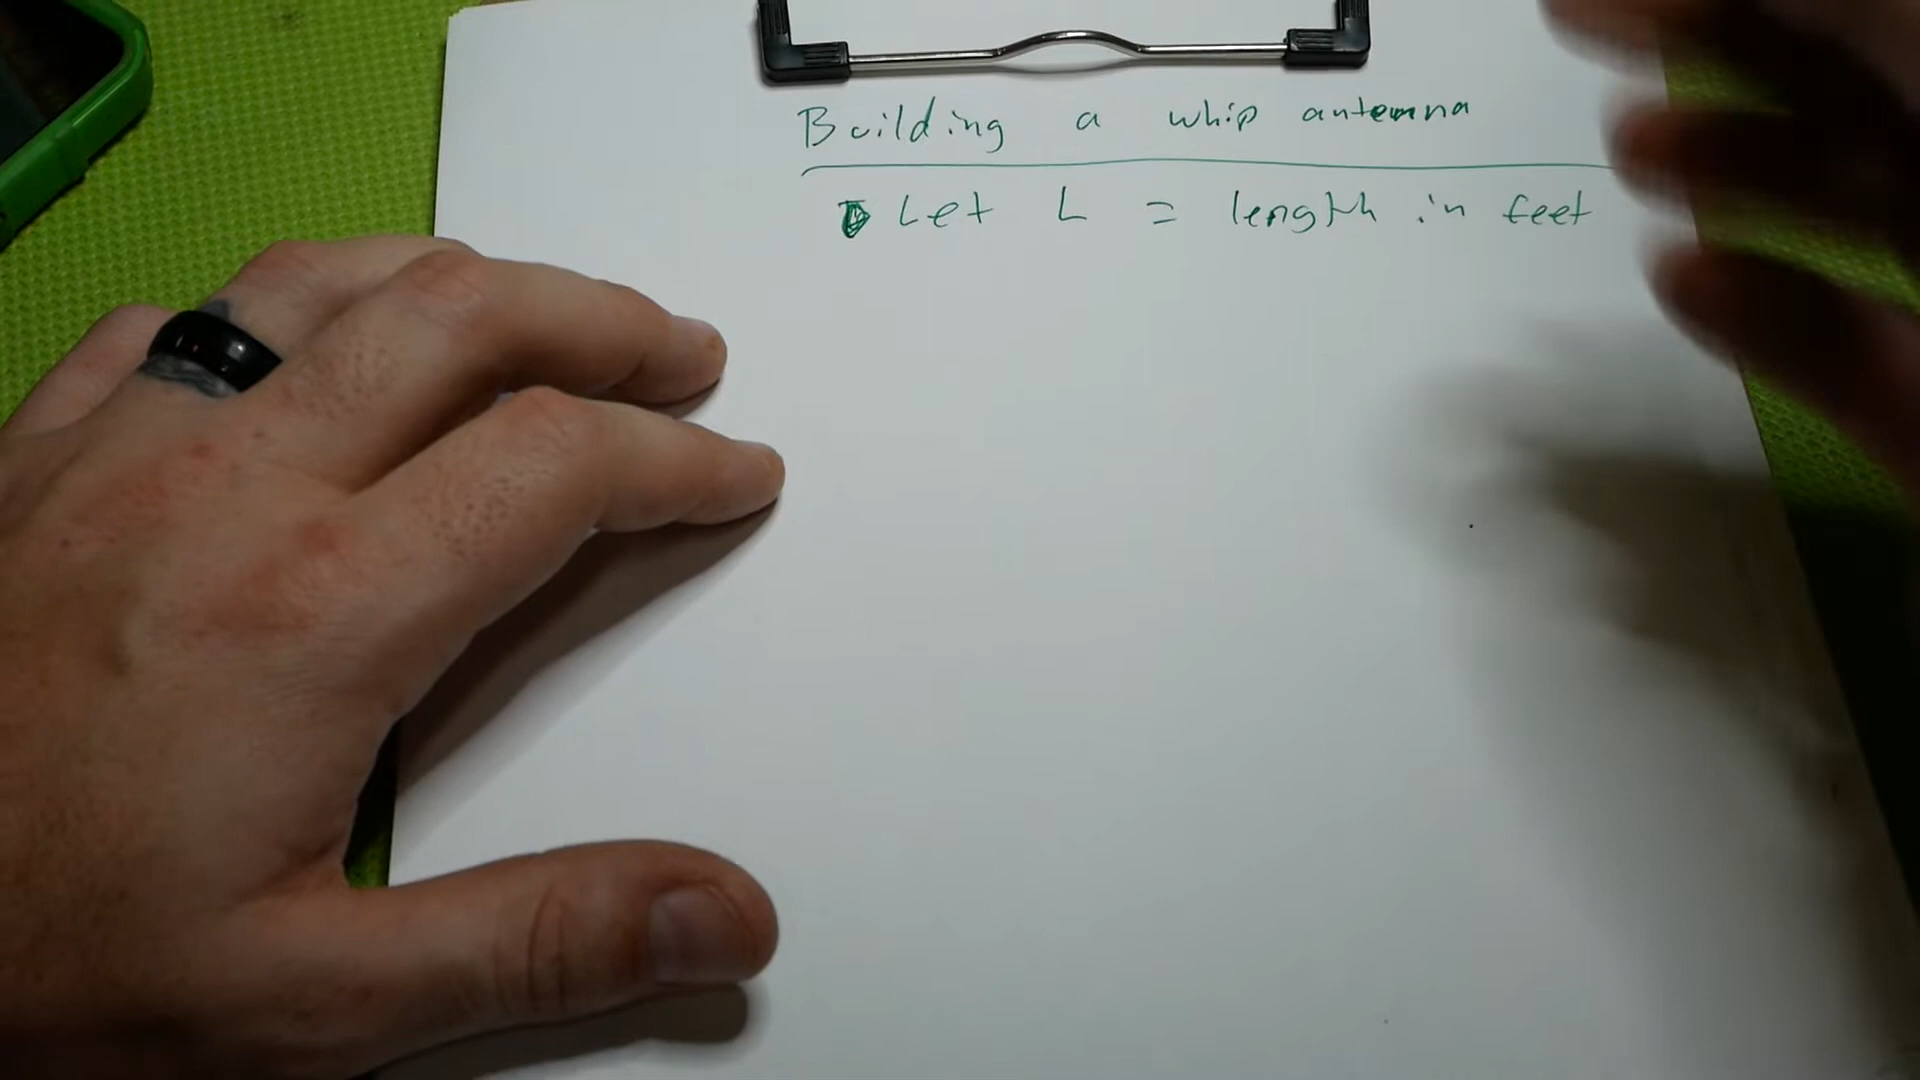 Building a whip antenna
Let L = length in feet